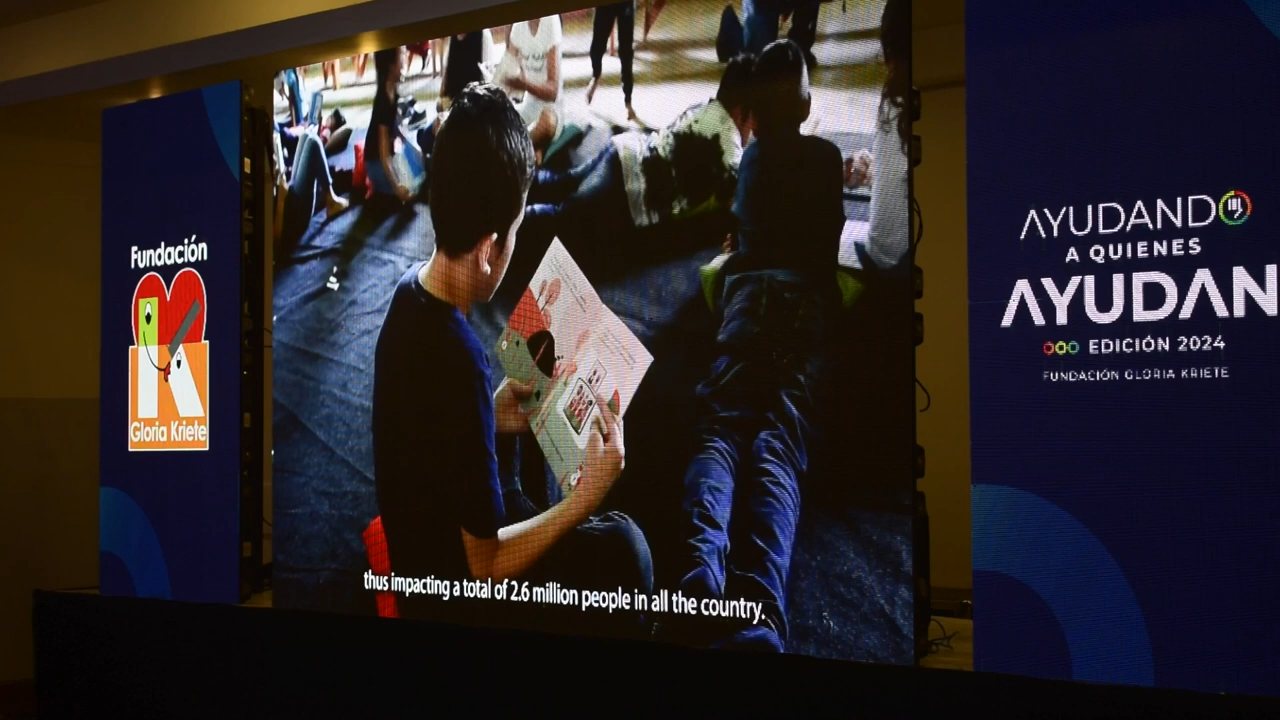 Fundación
Gloria Kriete
thus impacting a total of 2.6 million people in all the country.
AYUDANDO
A QUIENES
AYUDAN
EDICIÓN 2024
FUNDACIÓN GLORIA KRIETE